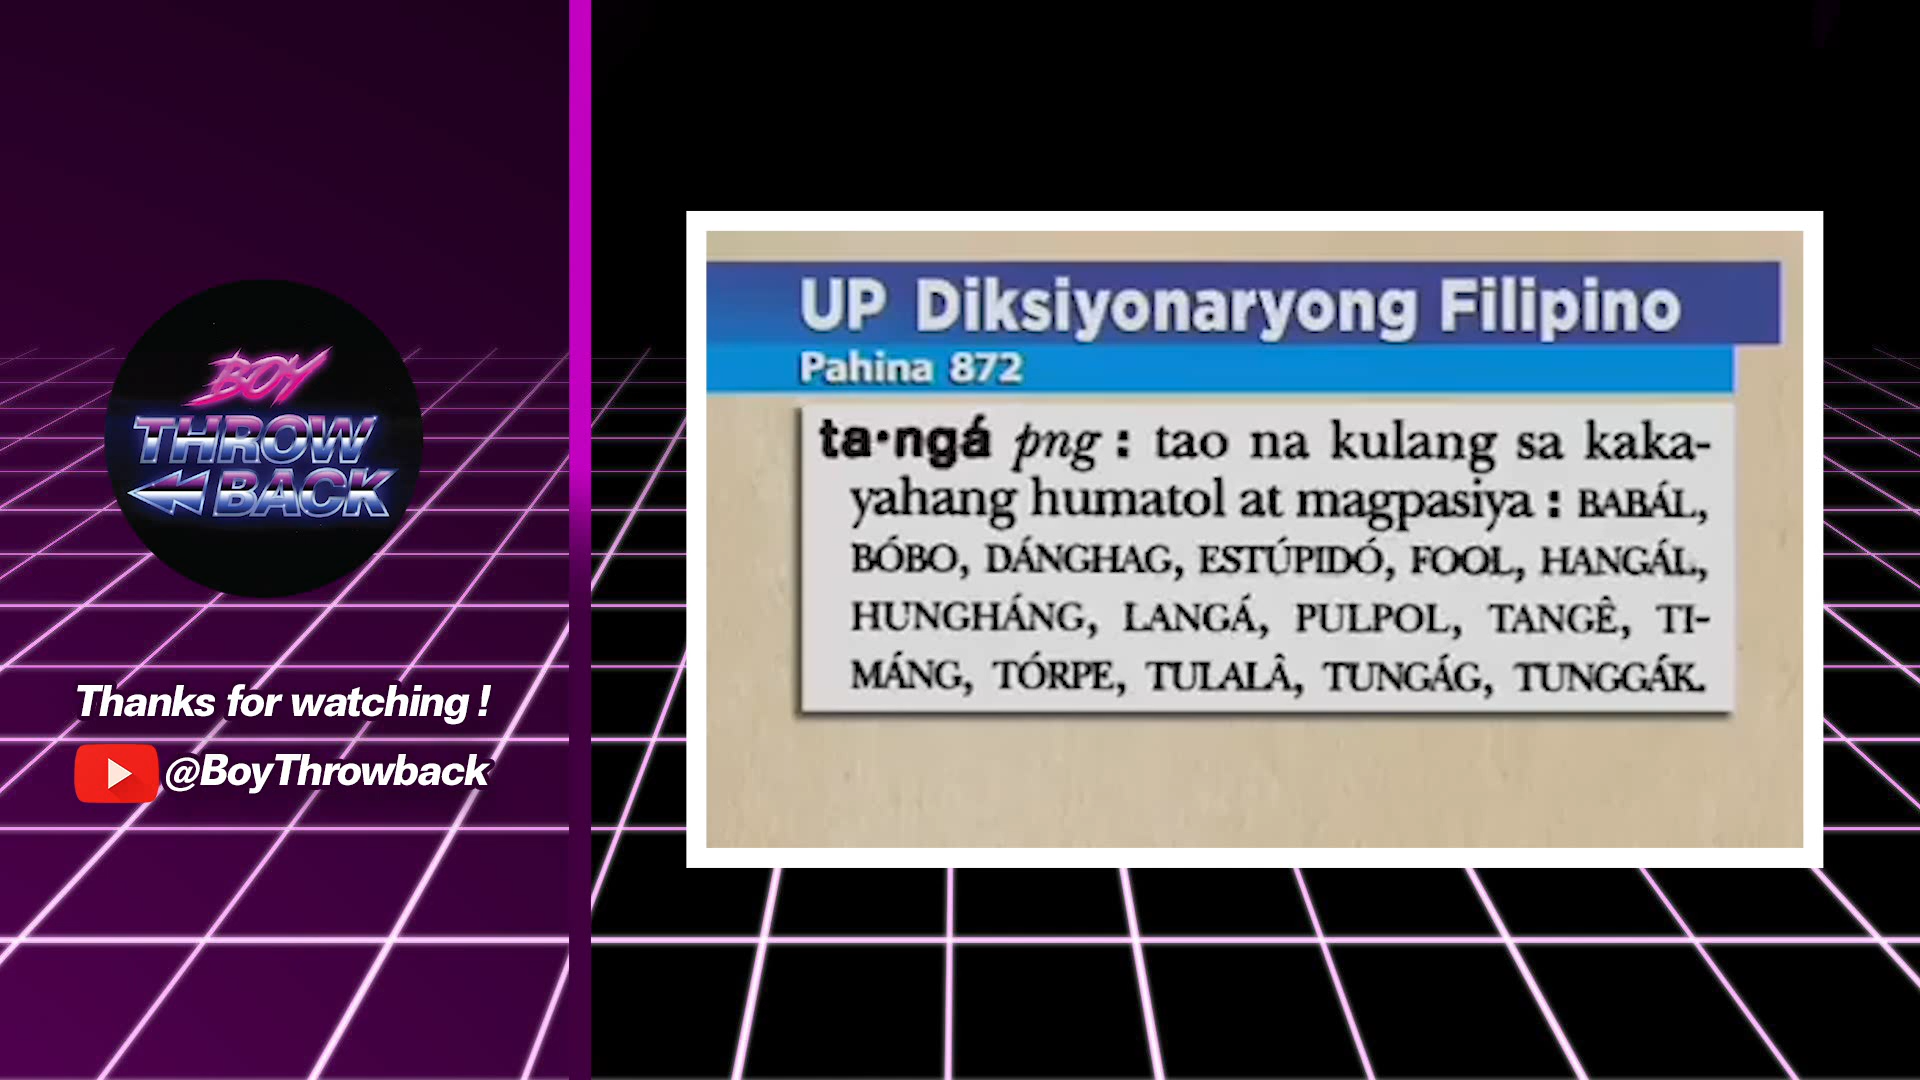 BOY
THROW
BACK
Thanks for watching !
@BoyThrowback
UP Diksiyonaryong Filipino
Pahina 872
ta•ngá png : tao na kulang sa kaka-
yahang humatol at magpasiya : BABÁL,
BÓBO, DÁNGHAG, ESTÚPIDÓ, FOOL, HANGÁL,
HUNGHÁNG, LANGÁ, PULPOL, TANGÊ, TI-
MÁNG, TÓRPE, TULALÂ, TUNGÁG, TUNGGÁK.